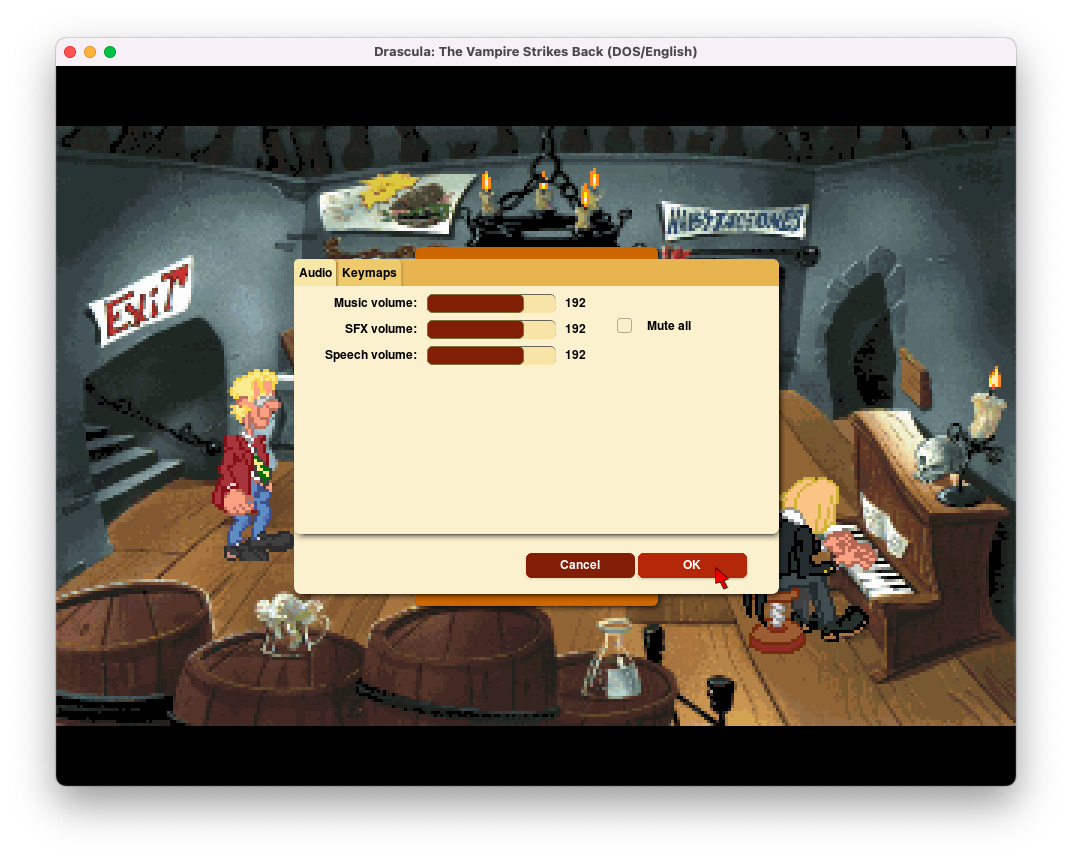 Drascula: The Vampire Strikes Back (DOS/English)
HABITACIONES
EXIT
Audio Keymaps
Music volume: 192
SFX volume: 192
Mute all
Speech volume: 192
Cancel OK